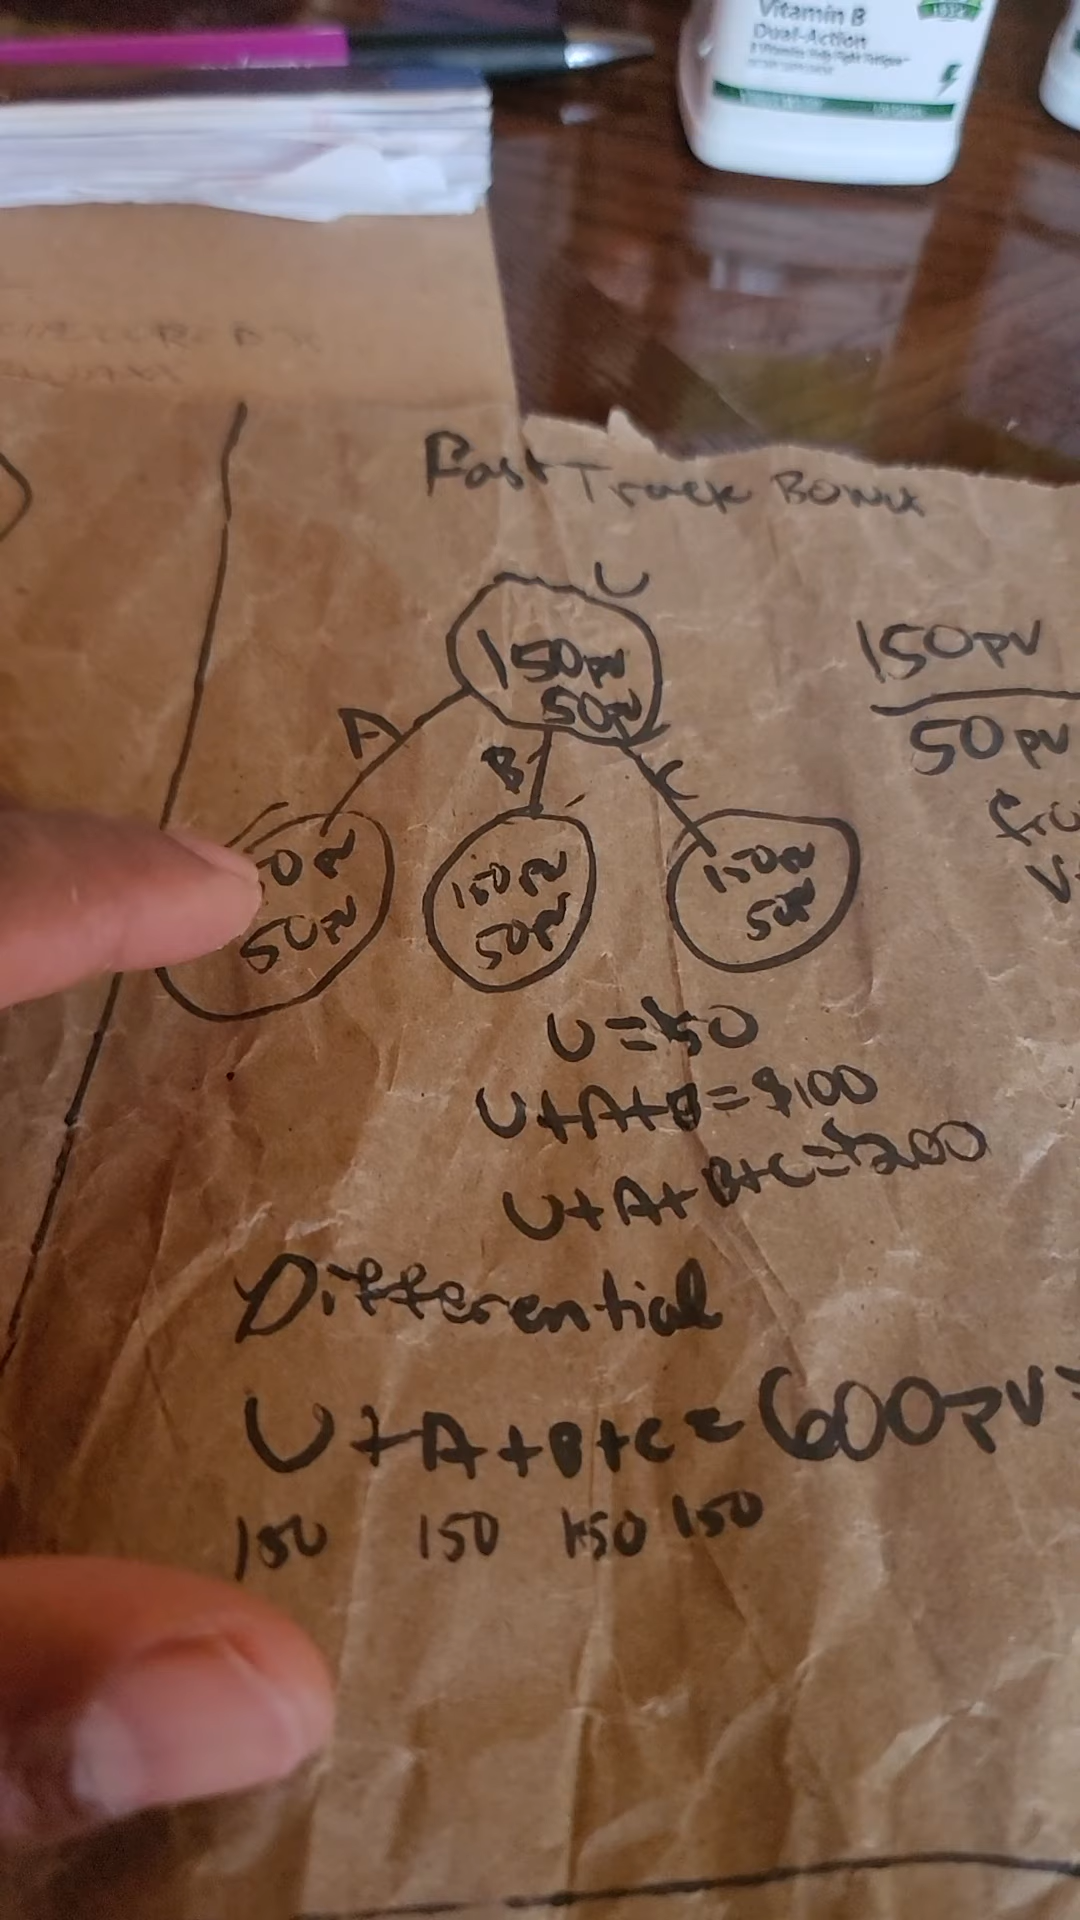 Vitamin B
Dual-Action
Fast Track Bonux
U
150pv
50pv
A
B
C
50pv
150pv
50pv
150pv
50pv
150pv
50pv
U = $50
U+A+B=$100
U+A+B+C=$200
Differential
U+A+B+C= 600pv=
150 150 150 150